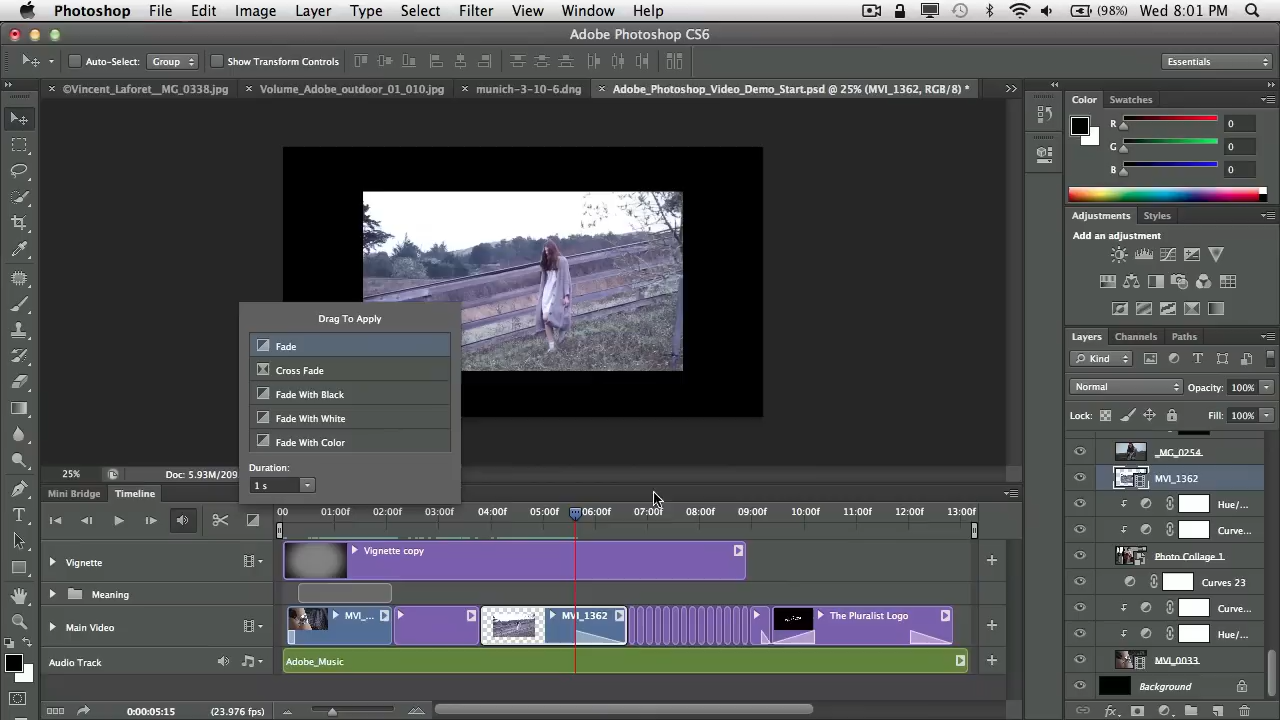 Photoshop File Edit Image Layer Type Select Filter View Window Help (98%) Wed 8:01 PM
Adobe Photoshop CS6
Auto-Select: Group Show Transform Controls Essentials
©Vincent_Laforet__MG_0338.jpg Volume_Adobe_outdoor_01_010.jpg munich-3-10-6.dng Adobe_Photoshop_Video_Demo_Start.psd @ 25% (MVI_1362, RGB/8) *
Color Swatches
R 0
G 0
B 0
Adjustments Styles
Add an adjustment
Layers Channels Paths
Kind
Normal Opacity: 100%
Lock: Fill: 100%
_MG_0254
MVI_1362
Hue/...
Curve...
Photo Collage 1
Curves 23
Curve...
Hue/...
MVI_0033
Background
Drag To Apply
Fade
Cross Fade
Fade With Black
Fade With White
Fade With Color
Duration:
1 s
25% Doc: 5.93M/209
Mini Bridge Timeline
00 01:00f 02:00f 03:00f 04:00f 05:00f 06:00f 07:00f 08:00f 09:00f 10:00f 11:00f 12:00f 13:00f
Vignette Vignette copy
Meaning
Main Video MVI_... MVI_1362 The Pluralist Logo
Audio Track Adobe_Music
0:00:05:15 (23.976 fps)